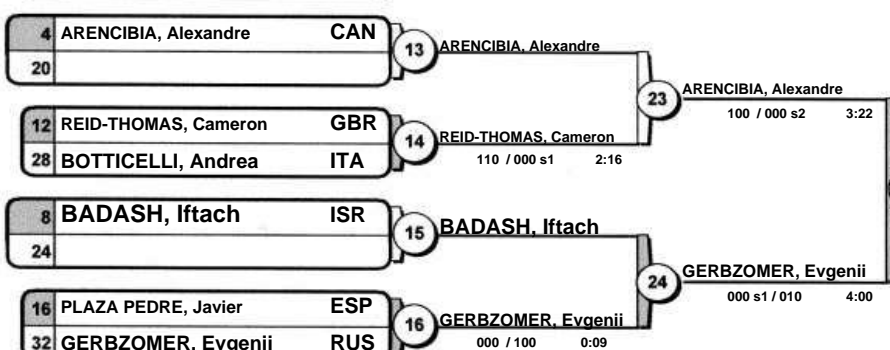 4 ARENCIBIA, Alexandre CAN
20
13 ARENCIBIA, Alexandre
12 REID-THOMAS, Cameron GBR
28 BOTTICELLI, Andrea ITA
14 REID-THOMAS, Cameron
110 / 000 s1 2:16
23 ARENCIBIA, Alexandre
100 / 000 s2 3:22
8 BADASH, Iftach ISR
24
15 BADASH, Iftach
16 PLAZA PEDRE, Javier ESP
32 GERBZOMER, Evgenii RUS
16 GERBZOMER, Evgenii
000 / 100 0:09
24 GERBZOMER, Evgenii
000 s1 / 010 4:00